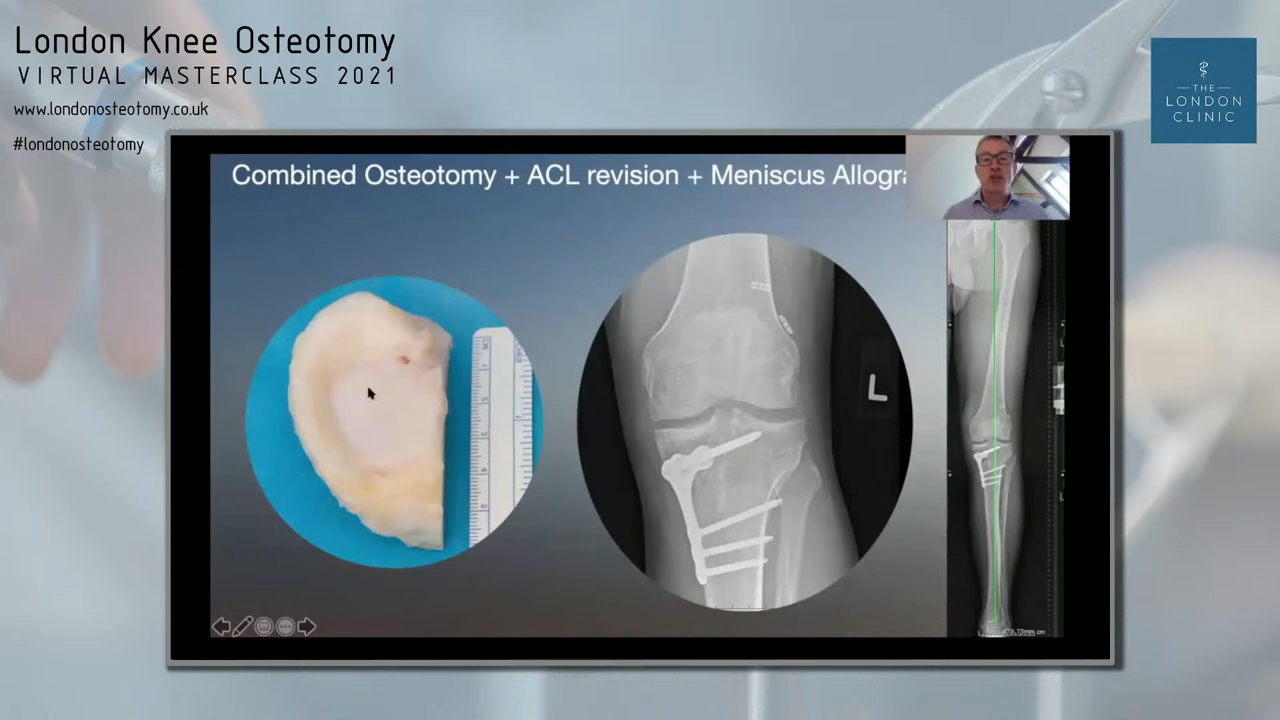 London Knee Osteotomy
VIRTUAL MASTERCLASS 2021
www.londonosteotomy.co.uk
#londonosteotomy
THE
LONDON
CLINIC
Combined Osteotomy + ACL revision + Meniscus Allogra
L